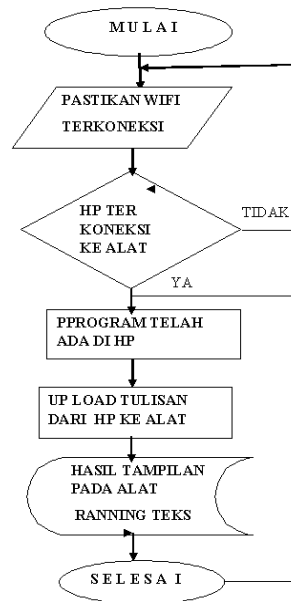 M U L A I
PASTIKAN WIFI
TERKONEKSI
HP TER
KONEKSI
KE ALAT
TIDAK
YA
PPROGRAM TELAH
ADA DI HP
UP LOAD TULISAN
DARI HP KE ALAT
HASIL TAMPILAN
PADA ALAT
RANNING TEKS
S E L E S A I